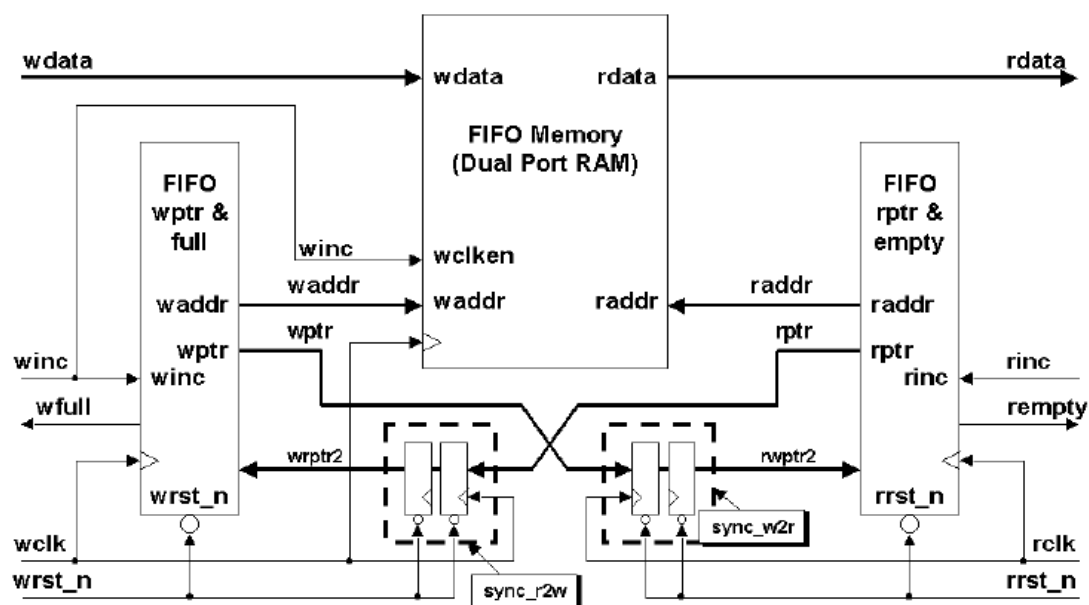 wdata
wdata
rdata
rdata
FIFO Memory
(Dual Port RAM)
FIFO
wptr &
full
FIFO
rptr &
empty
winc
wclken
waddr
waddr
waddr
raddr
raddr
raddr
wptr
wptr
rptr
rptr
winc
winc
rinc
rinc
wfull
rempty
wrptr2
rwptr2
wrst_n
rrst_n
sync_w2r
wclk
rclk
sync_r2w
wrst_n
rrst_n